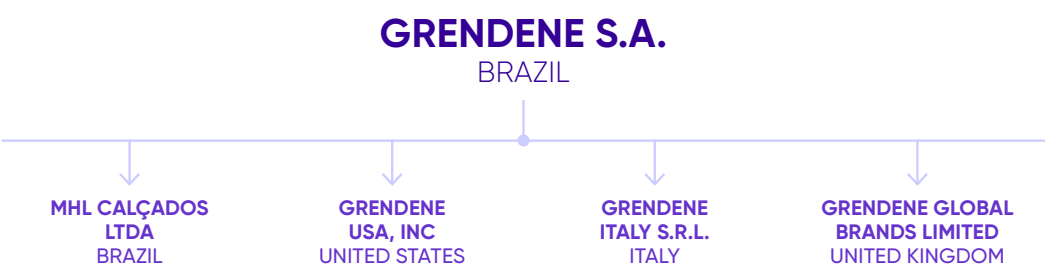 GRENDENE S.A.
BRAZIL
MHL CALÇADOS
LTDA
BRAZIL
GRENDENE
USA, INC
UNITED STATES
GRENDENE
ITALY S.R.L.
ITALY
GRENDENE GLOBAL
BRANDS LIMITED
UNITED KINGDOM